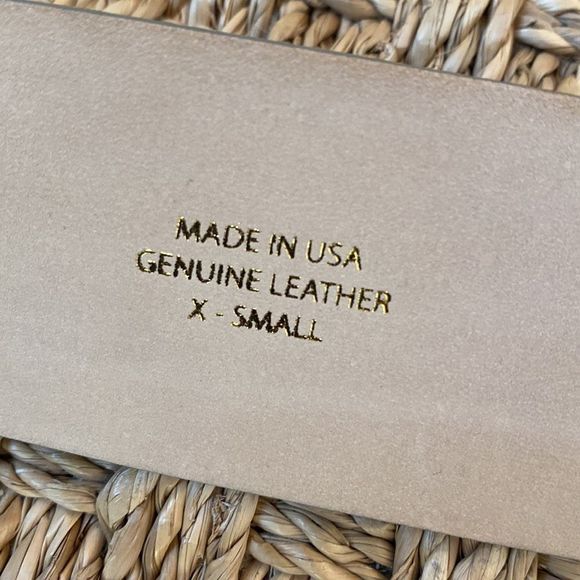 MADE IN USA
GENUINE LEATHER
X - SMALL